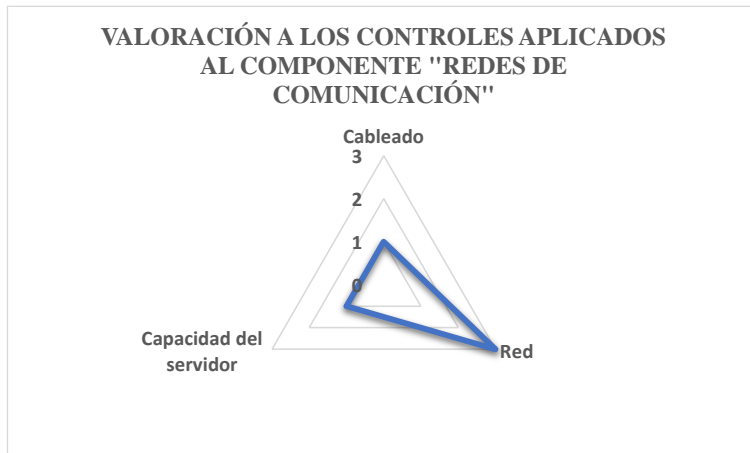 VALORACIÓN A LOS CONTROLES APLICADOS
AL COMPONENTE "REDES DE
COMUNICACIÓN"
Cableado
3
2
1
0
Capacidad del
servidor
Red